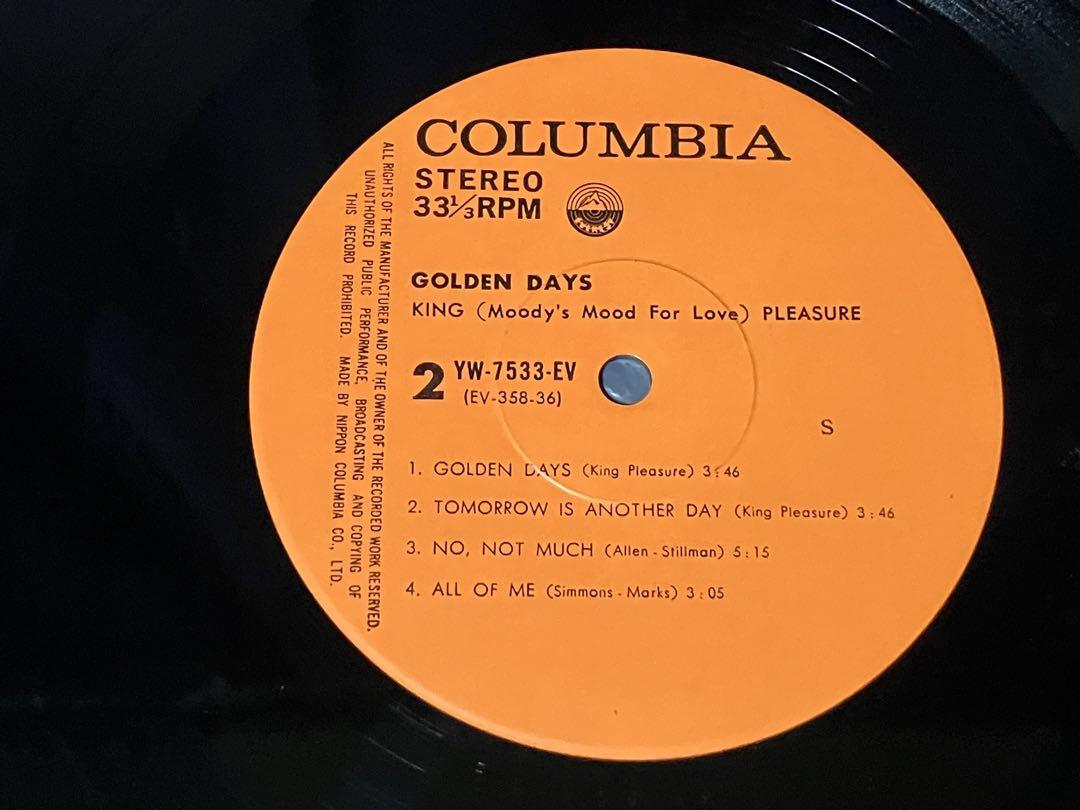 COLUMBIA
STEREO
33⅓RPM
EVEREST
GOLDEN DAYS
KING (Moody's Mood For Love) PLEASURE
2 YW-7533-EV
(EV-358-36)
S
1. GOLDEN DAYS (King Pleasure) 3:46
2. TOMORROW IS ANOTHER DAY (King Pleasure) 3:46
3. NO, NOT MUCH (Allen-Stillman) 5:15
4. ALL OF ME (Simmons-Marks) 3:05
ALL RIGHTS OF THE MANUFACTURER AND OF THE OWNER OF THE RECORDED WORK RESERVED.
UNAUTHORIZED PUBLIC PERFORMANCE, BROADCASTING AND COPYING OF
THIS RECORD PROHIBITED. MADE BY NIPPON COLUMBIA CO., LTD.